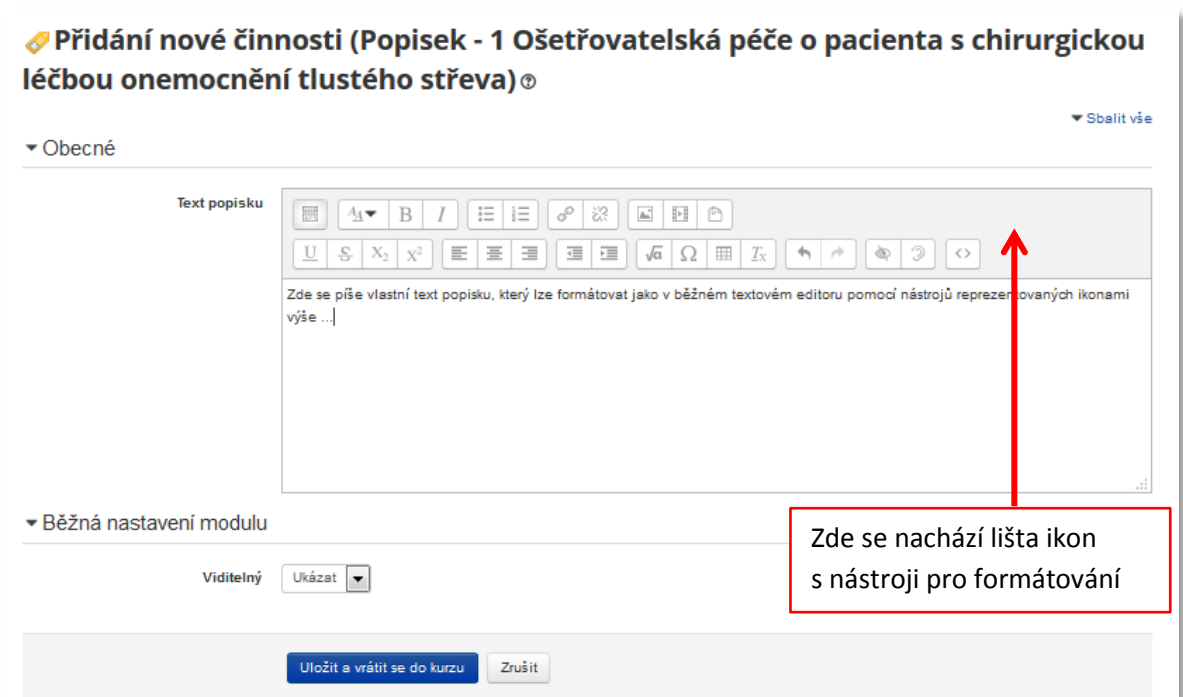 Přidání nové činnosti (Popisek - 1 Ošetřovatelská péče o pacienta s chirurgickou
léčbou onemocnění tlustého střeva)
Sbalit vše
Obecné
Text popisku
Zde se píše vlastní text popisku, který lze formátovat jako v běžném textovém editoru pomocí nástrojů reprezentovaných ikonami
výše ...
Běžná nastavení modulu
Zde se nachází lišta ikon
s nástroji pro formátování
Viditelný Ukázat
Uložit a vrátit se do kurzu Zrušit